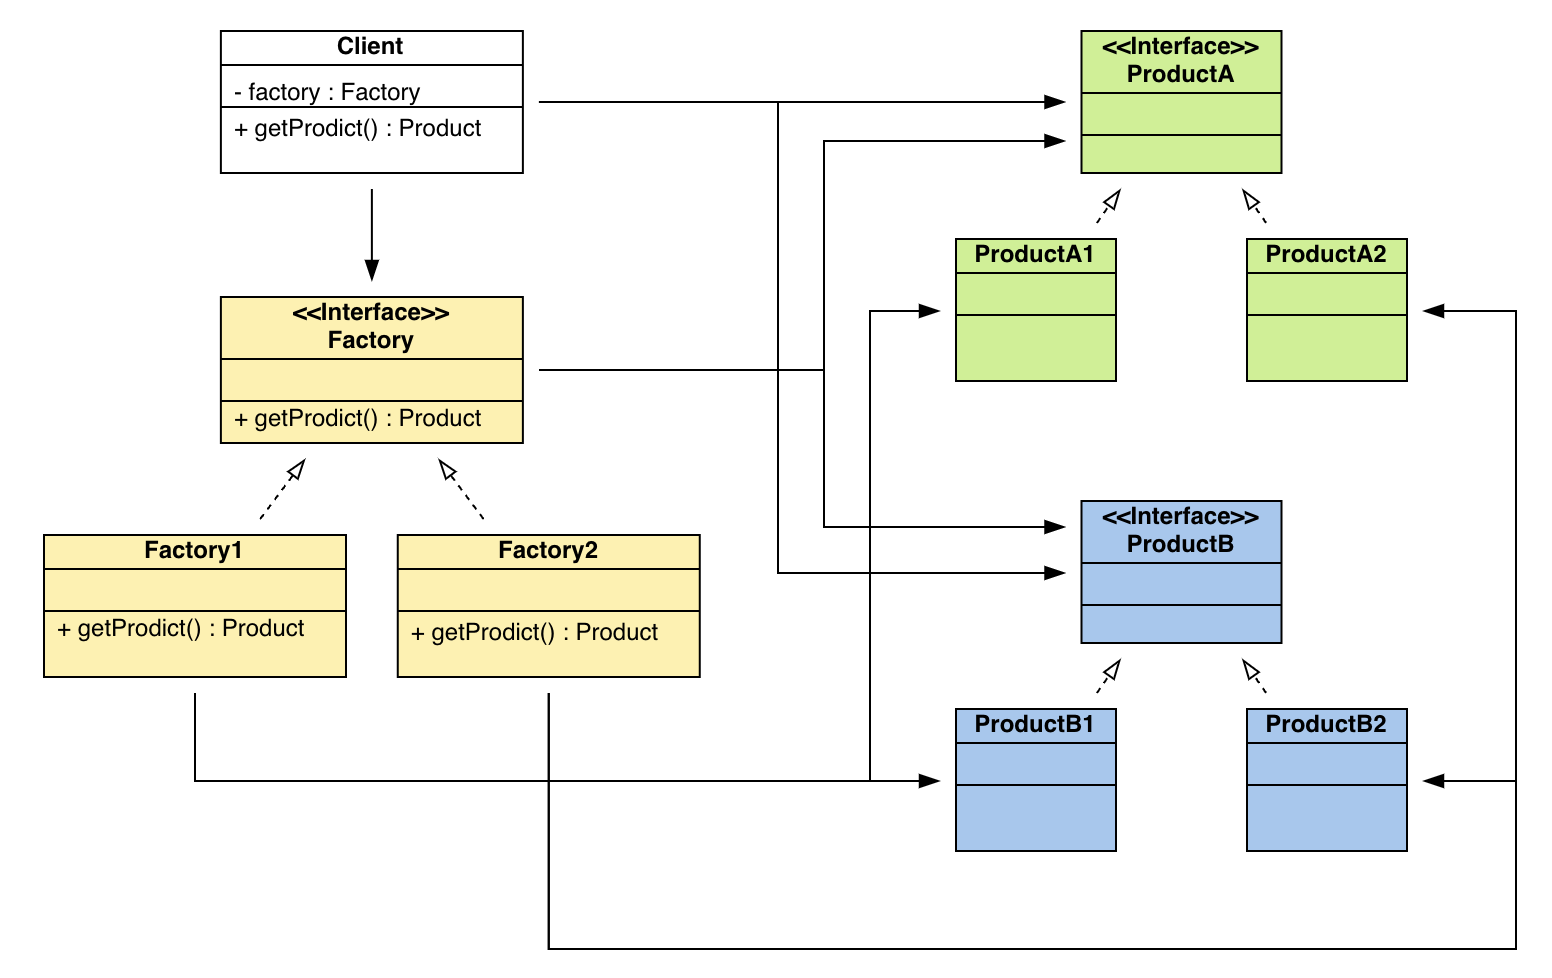 Client
- factory : Factory
+ getProdict() : Product
<<Interface>>
Factory
+ getProdict() : Product
Factory1
+ getProdict() : Product
Factory2
+ getProdict() : Product
<<Interface>>
ProductA
ProductA1
ProductA2
<<Interface>>
ProductB
ProductB1
ProductB2